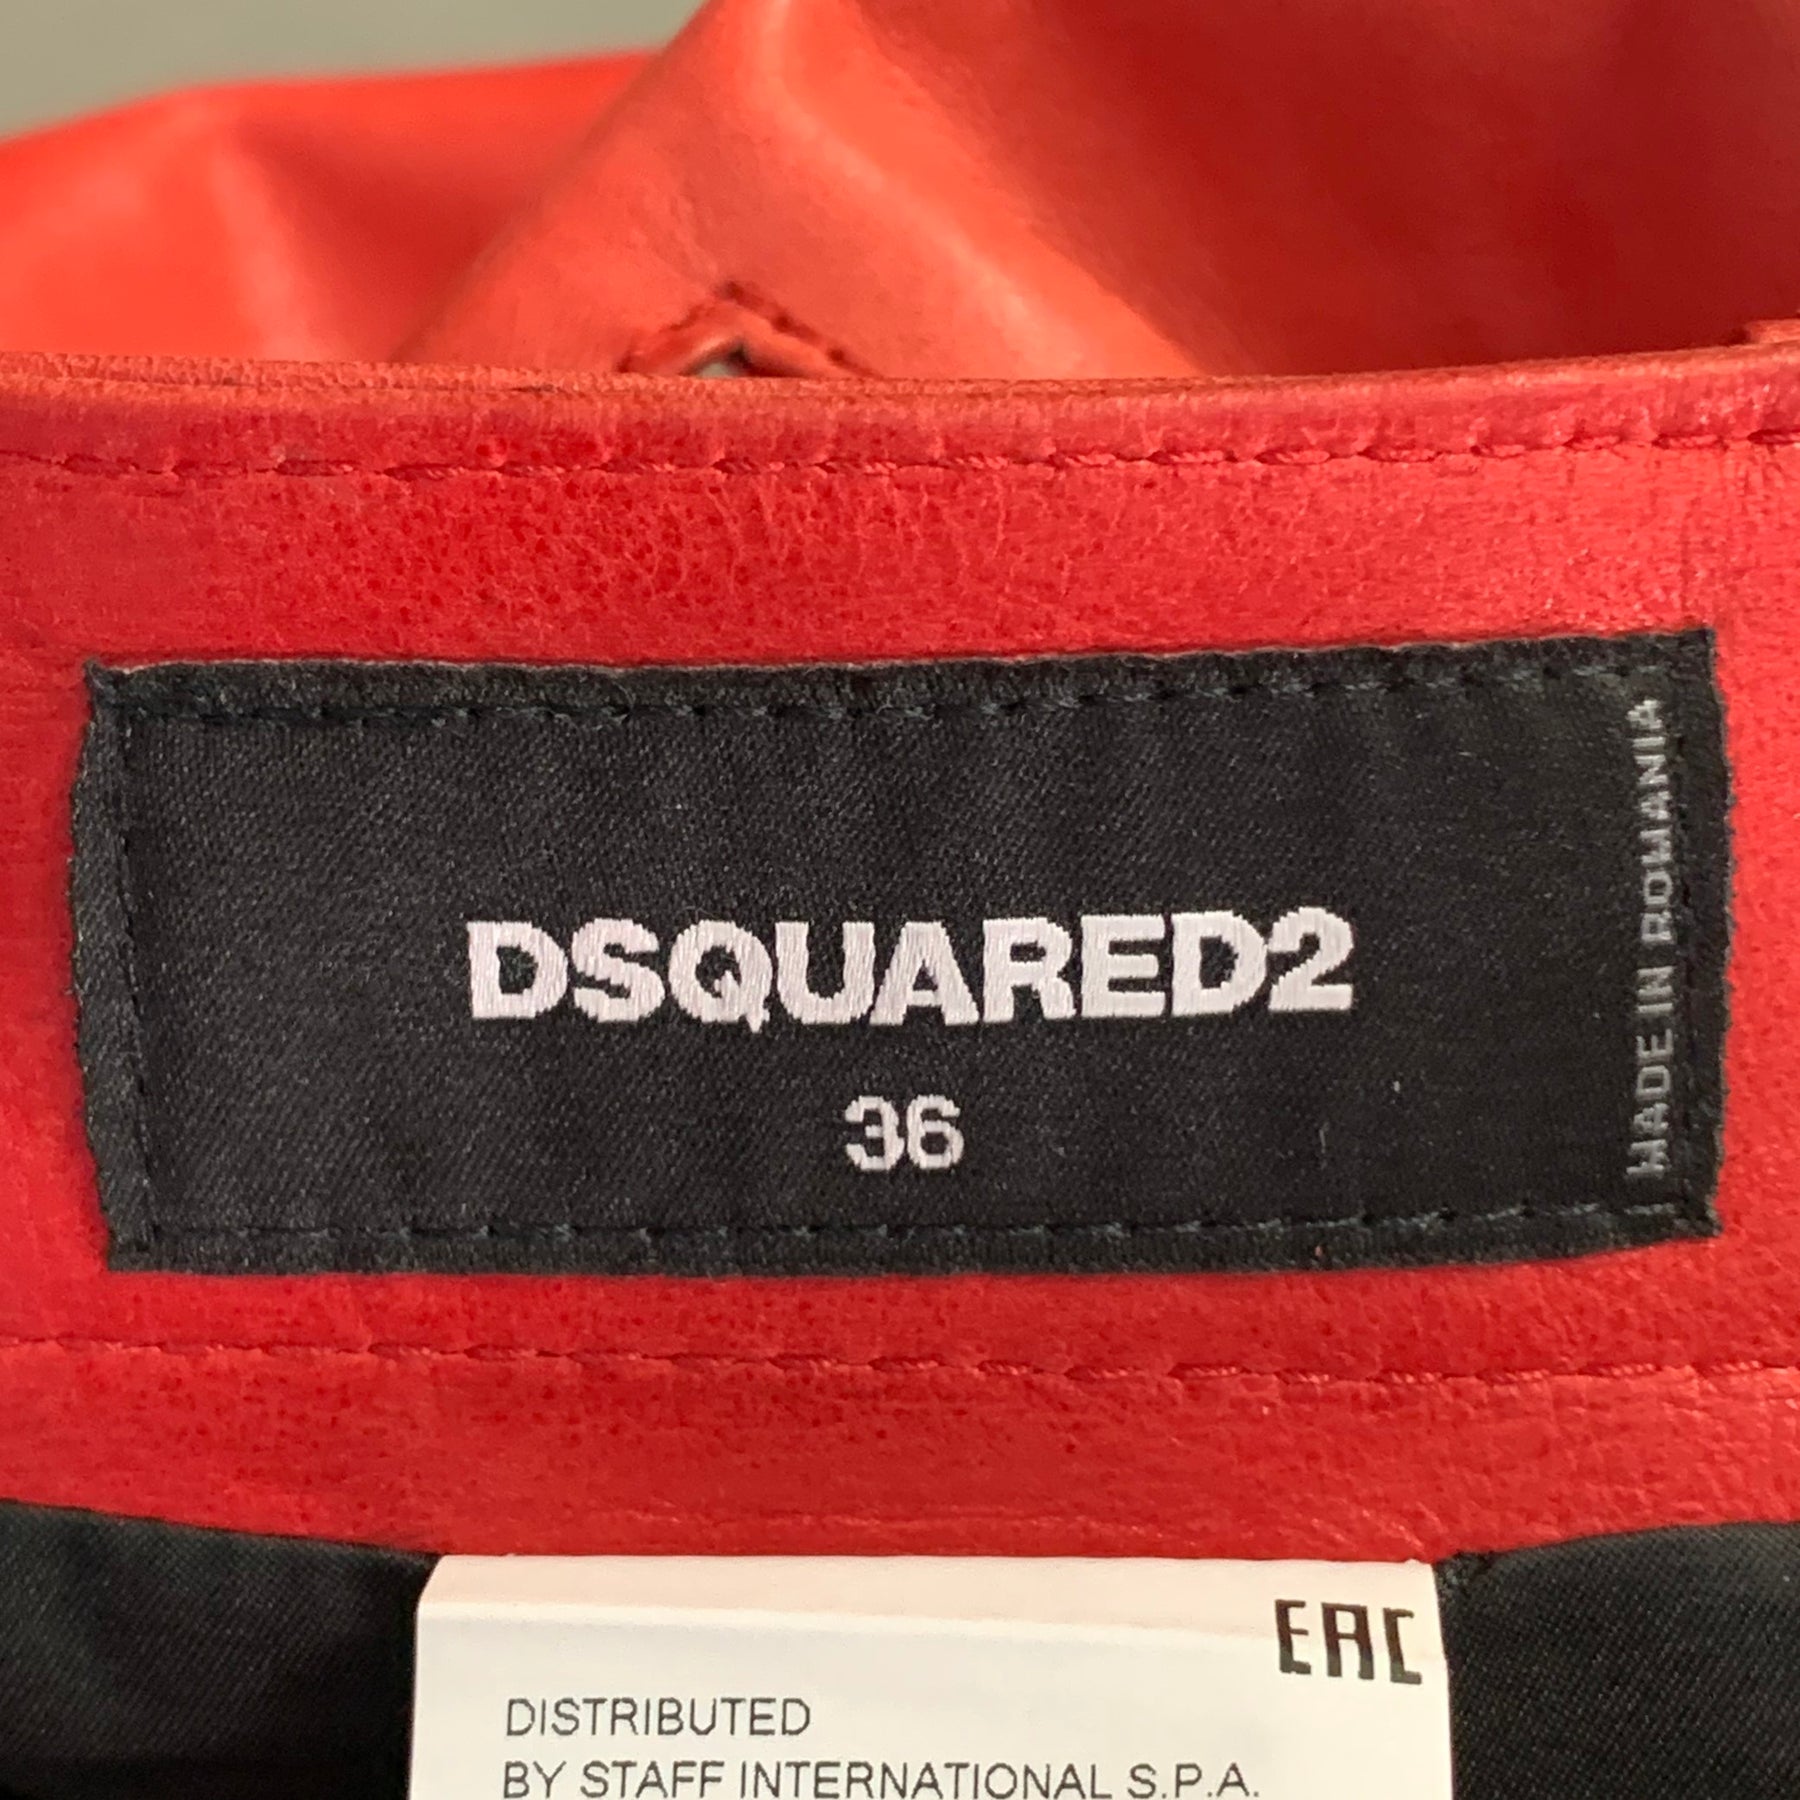 DSQUARED2
36
MADE IN ROMANIA
EAC
DISTRIBUTED
BY STAFF INTERNATIONAL S.P.A.